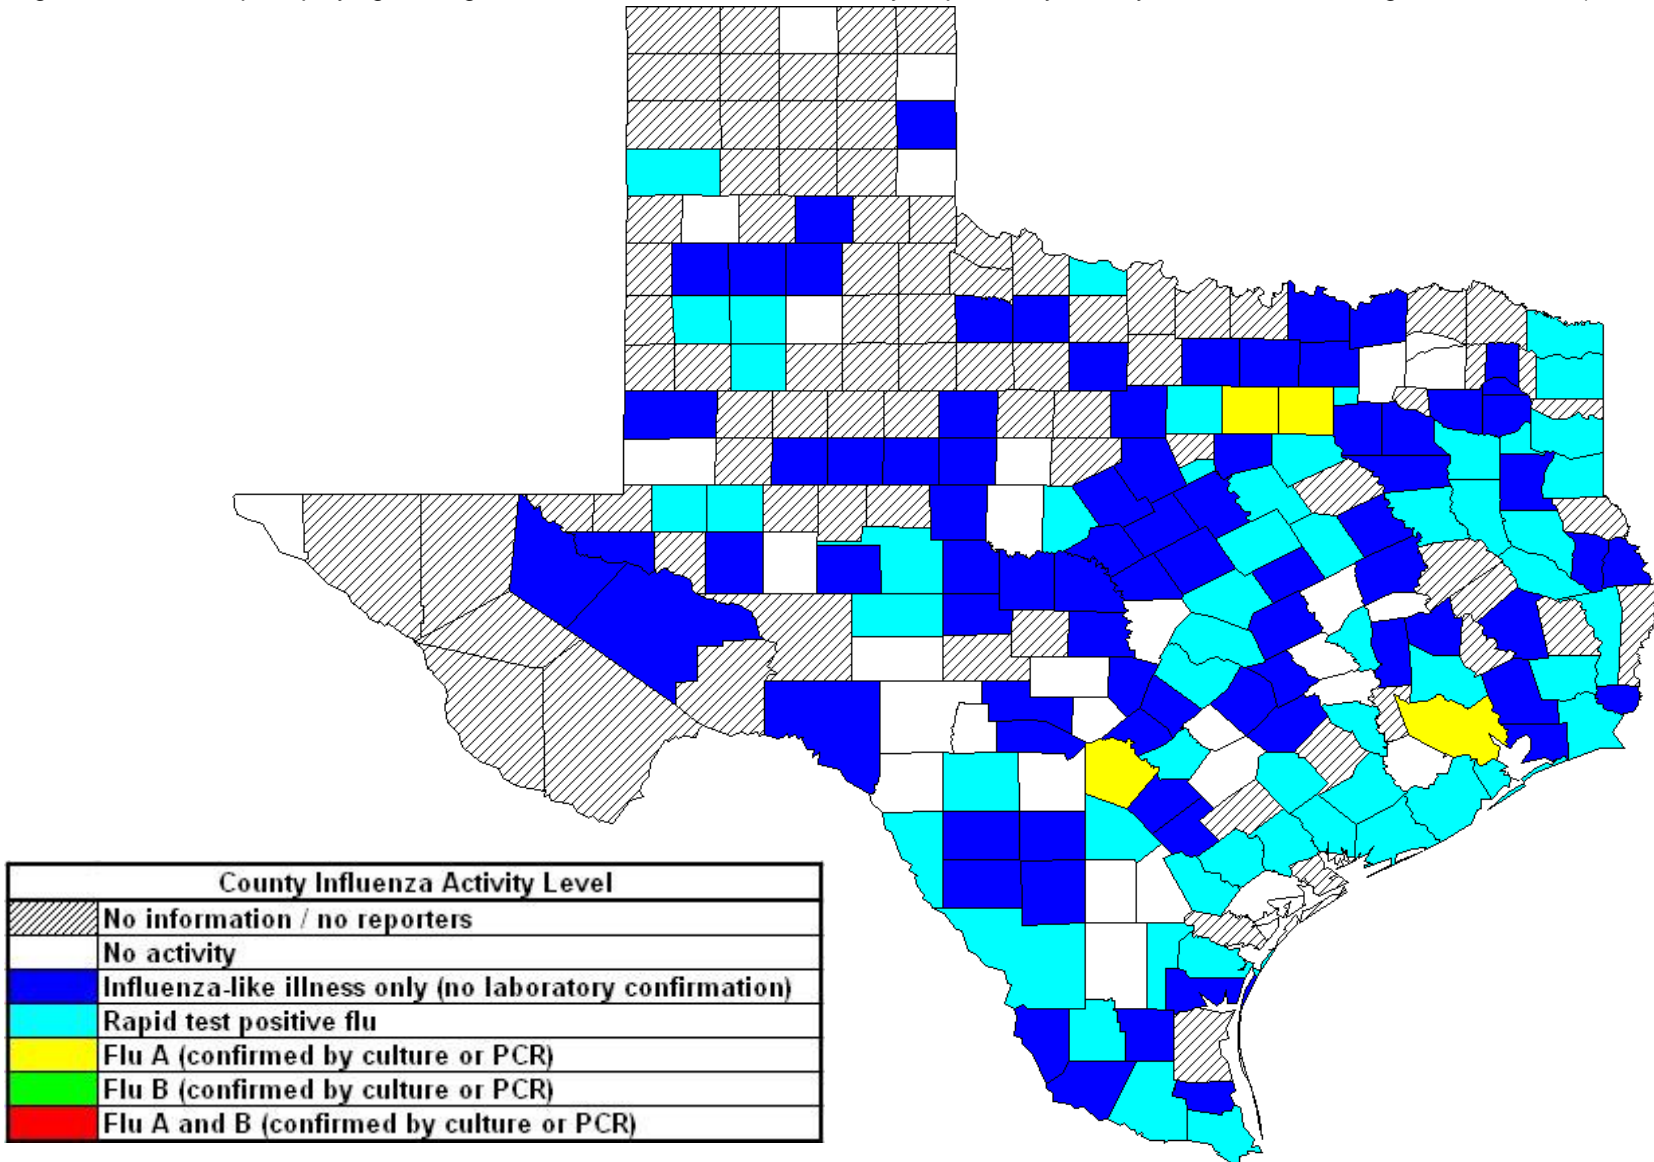 County Influenza Activity Level
No information / no reporters
No activity
Influenza-like illness only (no laboratory confirmation)
Rapid test positive flu
Flu A (confirmed by culture or PCR)
Flu B (confirmed by culture or PCR)
Flu A and B (confirmed by culture or PCR)